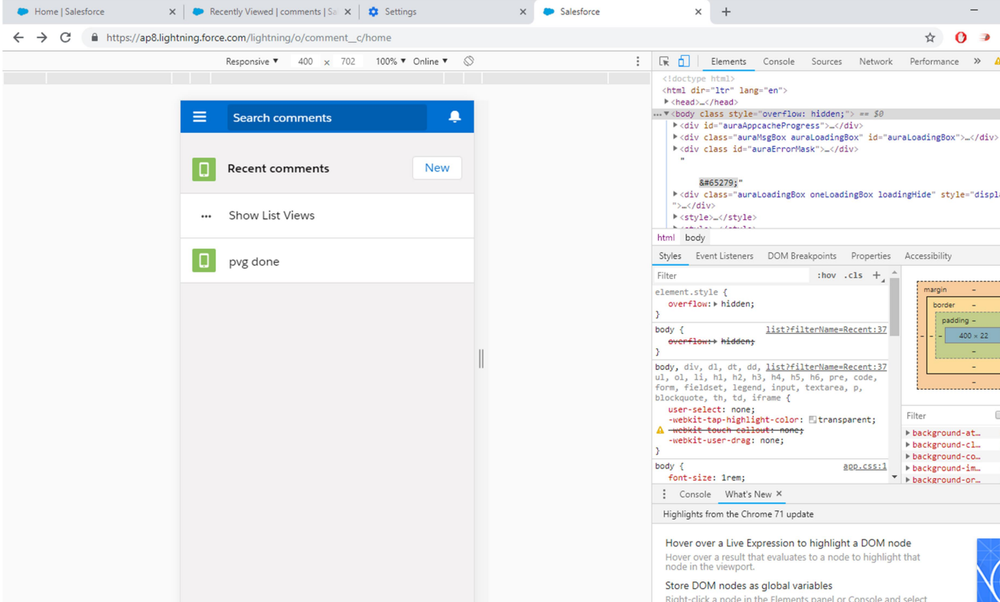 Home | Salesforce
Recently Viewed | comments | Sa
Settings
Salesforce
https://ap8.lightning.force.com/lightning/o/comment__c/home
Responsive ▼ 400 × 702 100% ▼ Online ▼
Search comments
Recent comments
New
Show List Views
pvg done
Elements Console Sources Network Performance »
<!doctype html>
<html dir="ltr" lang="en">
▶<head>…</head>
…▼<body class style="overflow: hidden;"> == $0
▶<div id="auraAppcacheProgress">…</div>
▶<div class="auraMsgBox auraLoadingBox" id="auraLoadingBox">…</div>
▶<div class id="auraErrorMask">…</div>
"
&#65279;"
▶<div class="auraLoadingBox oneLoadingBox loadingHide" style="displa
">…</div>
▶<style>…</style>
html body
Styles Event Listeners DOM Breakpoints Properties Accessibility
Filter :hov .cls +
element.style {
overflow:▶ hidden;
}
body { list?filterName=Recent:37
overflow:▶ hidden;
}
body, div, dl, dt, dd, list?filterName=Recent:37
ul, ol, li, h1, h2, h3, h4, h5, h6, pre, code,
form, fieldset, legend, input, textarea, p,
blockquote, th, td, iframe {
user-select: none;
-webkit-tap-highlight-color: transparent;
-webkit-touch-callout: none;
-webkit-user-drag: none;
}
body { app.css:1
font-size: 1rem;
margin –
border –
padding –
- - - 400 × 22
–
–
–
Filter
▶ background-at…
▶ background-cl…
▶ background-co…
▶ background-im…
▶ background-or…
Console What's New ×
Highlights from the Chrome 71 update
Hover over a Live Expression to highlight a DOM node
Hover over a result that evaluates to a node to highlight that
node in the viewport.
Store DOM nodes as global variables
Right-click a node in the Elements panel or Console and select